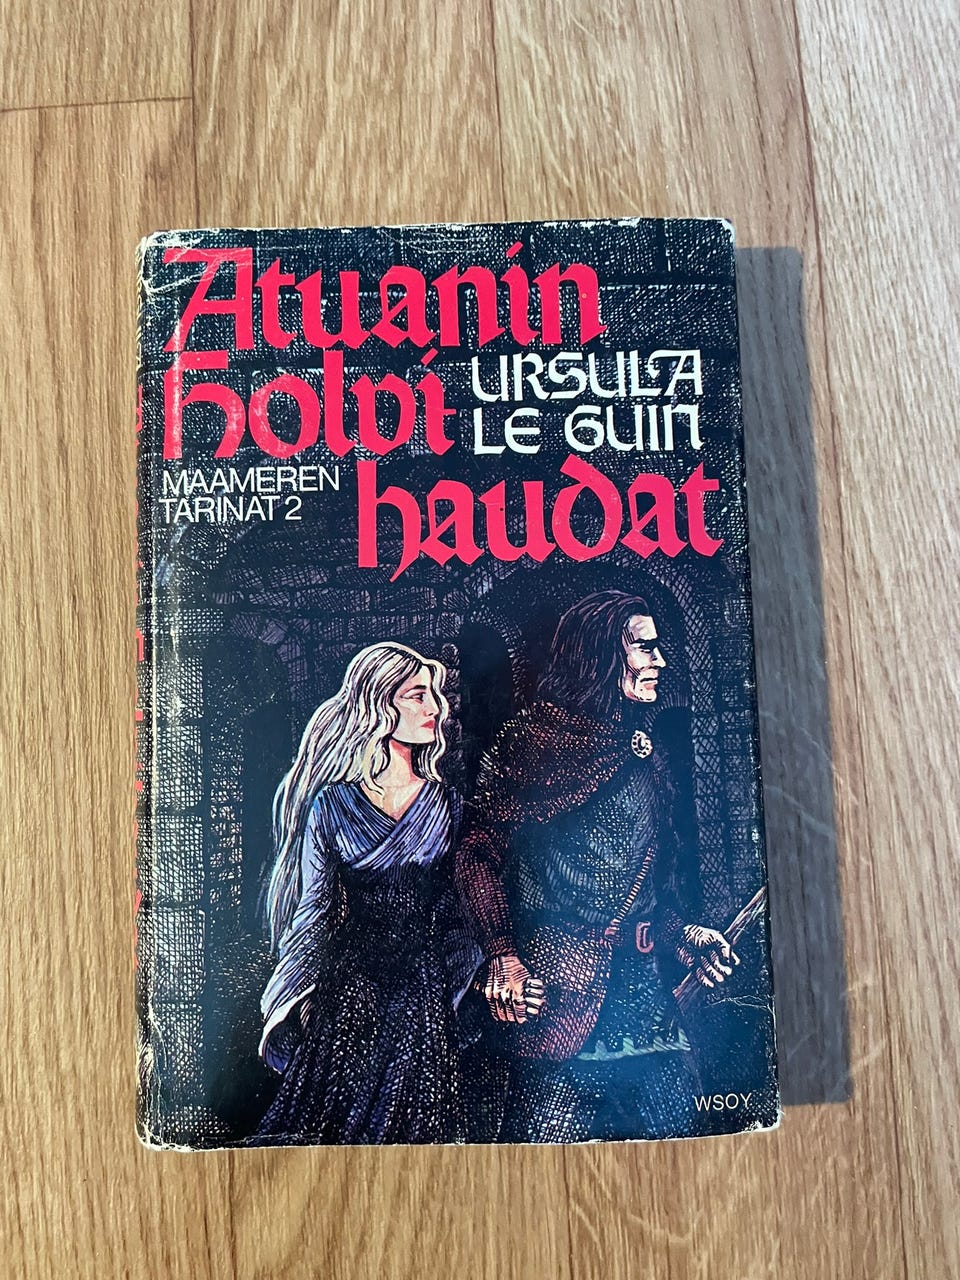 Atuanin
holvi
haudat
URSULA
LE GUIN
MAAMEREN
TARINAT 2
WSOY